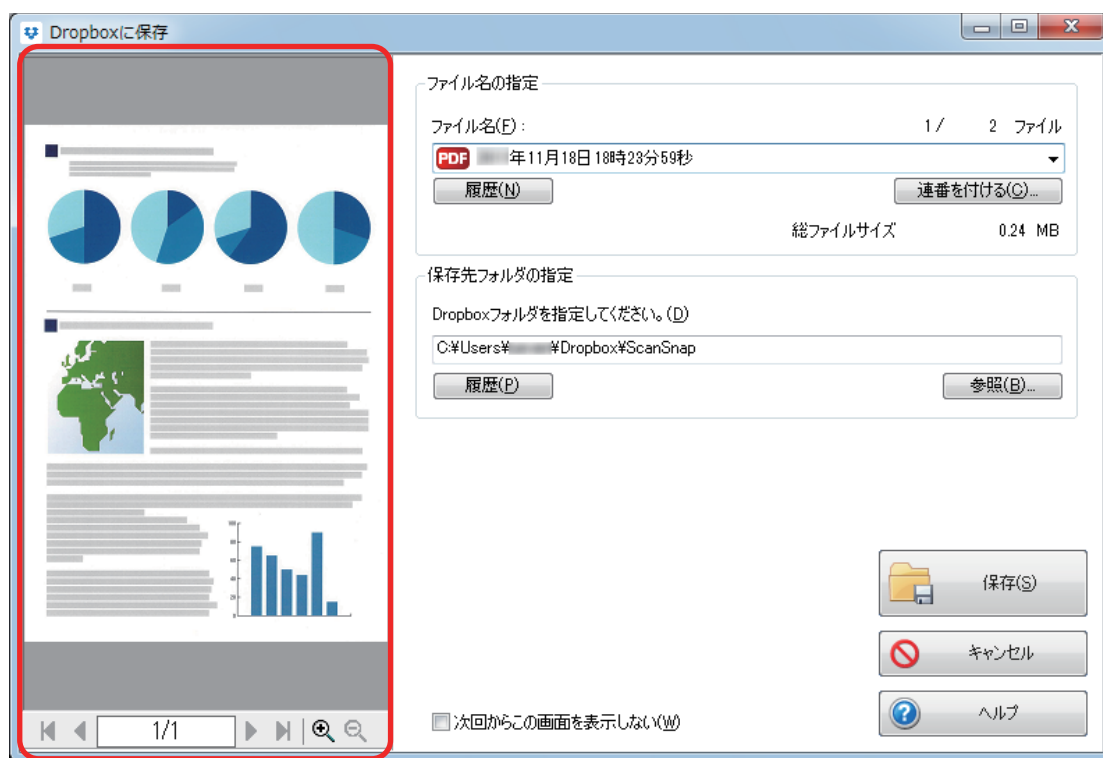 Dropboxに保存
ファイル名の指定
ファイル名(F):
1/ 2 ファイル
PDF 年11月18日18時23分59秒
履歴(N)
連番を付ける(C)...
総ファイルサイズ 0.24 MB
保存先フォルダの指定
Dropboxフォルダを指定してください。(D)
C:¥Users¥ ¥Dropbox¥ScanSnap
履歴(P)
参照(B)...
保存(S)
キャンセル
ヘルプ
次回からこの画面を表示しない(W)
1/1